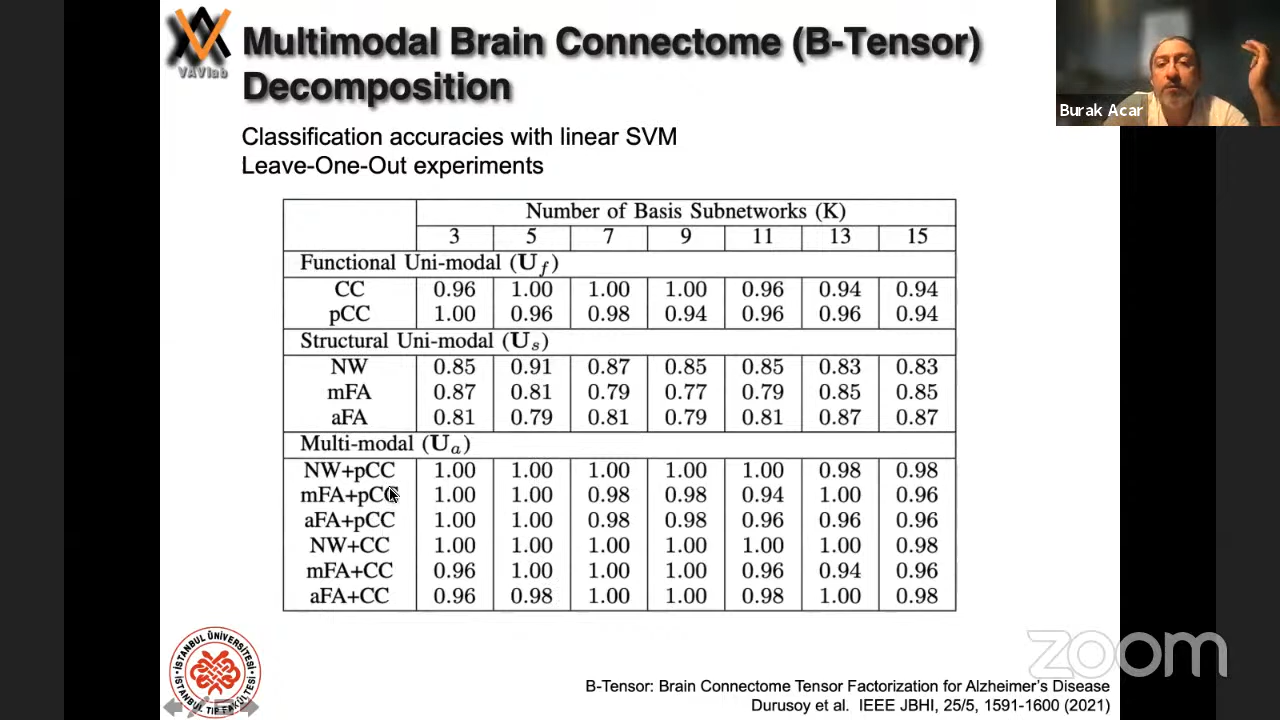 VAVlab
Multimodal Brain Connectome (B-Tensor)
Decomposition
Burak Acar
Classification accuracies with linear SVM
Leave-One-Out experiments
Number of Basis Subnetworks (K)
3 5 7 9 11 13 15
Functional Uni-modal (Uf)
CC 0.96 1.00 1.00 1.00 0.96 0.94 0.94
pCC 1.00 0.96 0.98 0.94 0.96 0.96 0.94
Structural Uni-modal (Us)
NW 0.85 0.91 0.87 0.85 0.85 0.83 0.83
mFA 0.87 0.81 0.79 0.77 0.79 0.85 0.85
aFA 0.81 0.79 0.81 0.79 0.81 0.87 0.87
Multi-modal (Ua)
NW+pCC 1.00 1.00 1.00 1.00 1.00 0.98 0.98
mFA+pCC 1.00 1.00 0.98 0.98 0.94 1.00 0.96
aFA+pCC 1.00 1.00 0.98 0.98 0.96 0.96 0.96
NW+CC 1.00 1.00 1.00 1.00 1.00 1.00 0.98
mFA+CC 0.96 1.00 1.00 1.00 0.96 0.94 0.96
aFA+CC 0.96 0.98 1.00 1.00 0.98 1.00 0.98
İSTANBUL ÜNİVERSİTESİ
İSTANBUL TIP FAKÜLTESİ
zoom
B-Tensor: Brain Connectome Tensor Factorization for Alzheimer's Disease
Durusoy et al. IEEE JBHI, 25/5, 1591-1600 (2021)